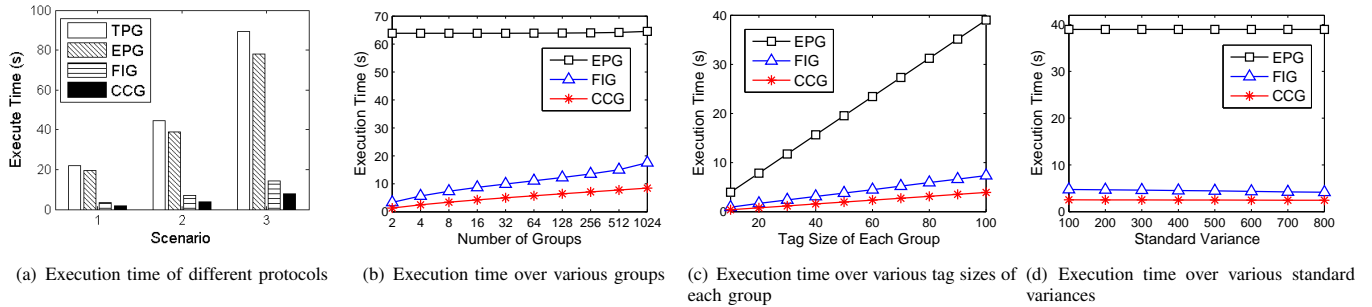 100
80
60
40
20
0
Execute Time (s)
TPG
EPG
FIG
CCG
1 2 3
Scenario
70
60
50
40
30
20
10
0
Execution Time (s)
EPG
FIG
CCG
2 4 8 16 32 64 128 256 512 1024
Number of Groups
40
30
20
10
0
Execution Time (s)
EPG
FIG
CCG
20 40 60 80 100
Tag Size of Each Group
40
30
20
10
0
Execution Time (s)
EPG
FIG
CCG
100 200 300 400 500 600 700 800
Standard Variance
(a) Execution time of different protocols
(b) Execution time over various groups
(c) Execution time over various tag sizes of
each group
(d) Execution time over various standard
variances